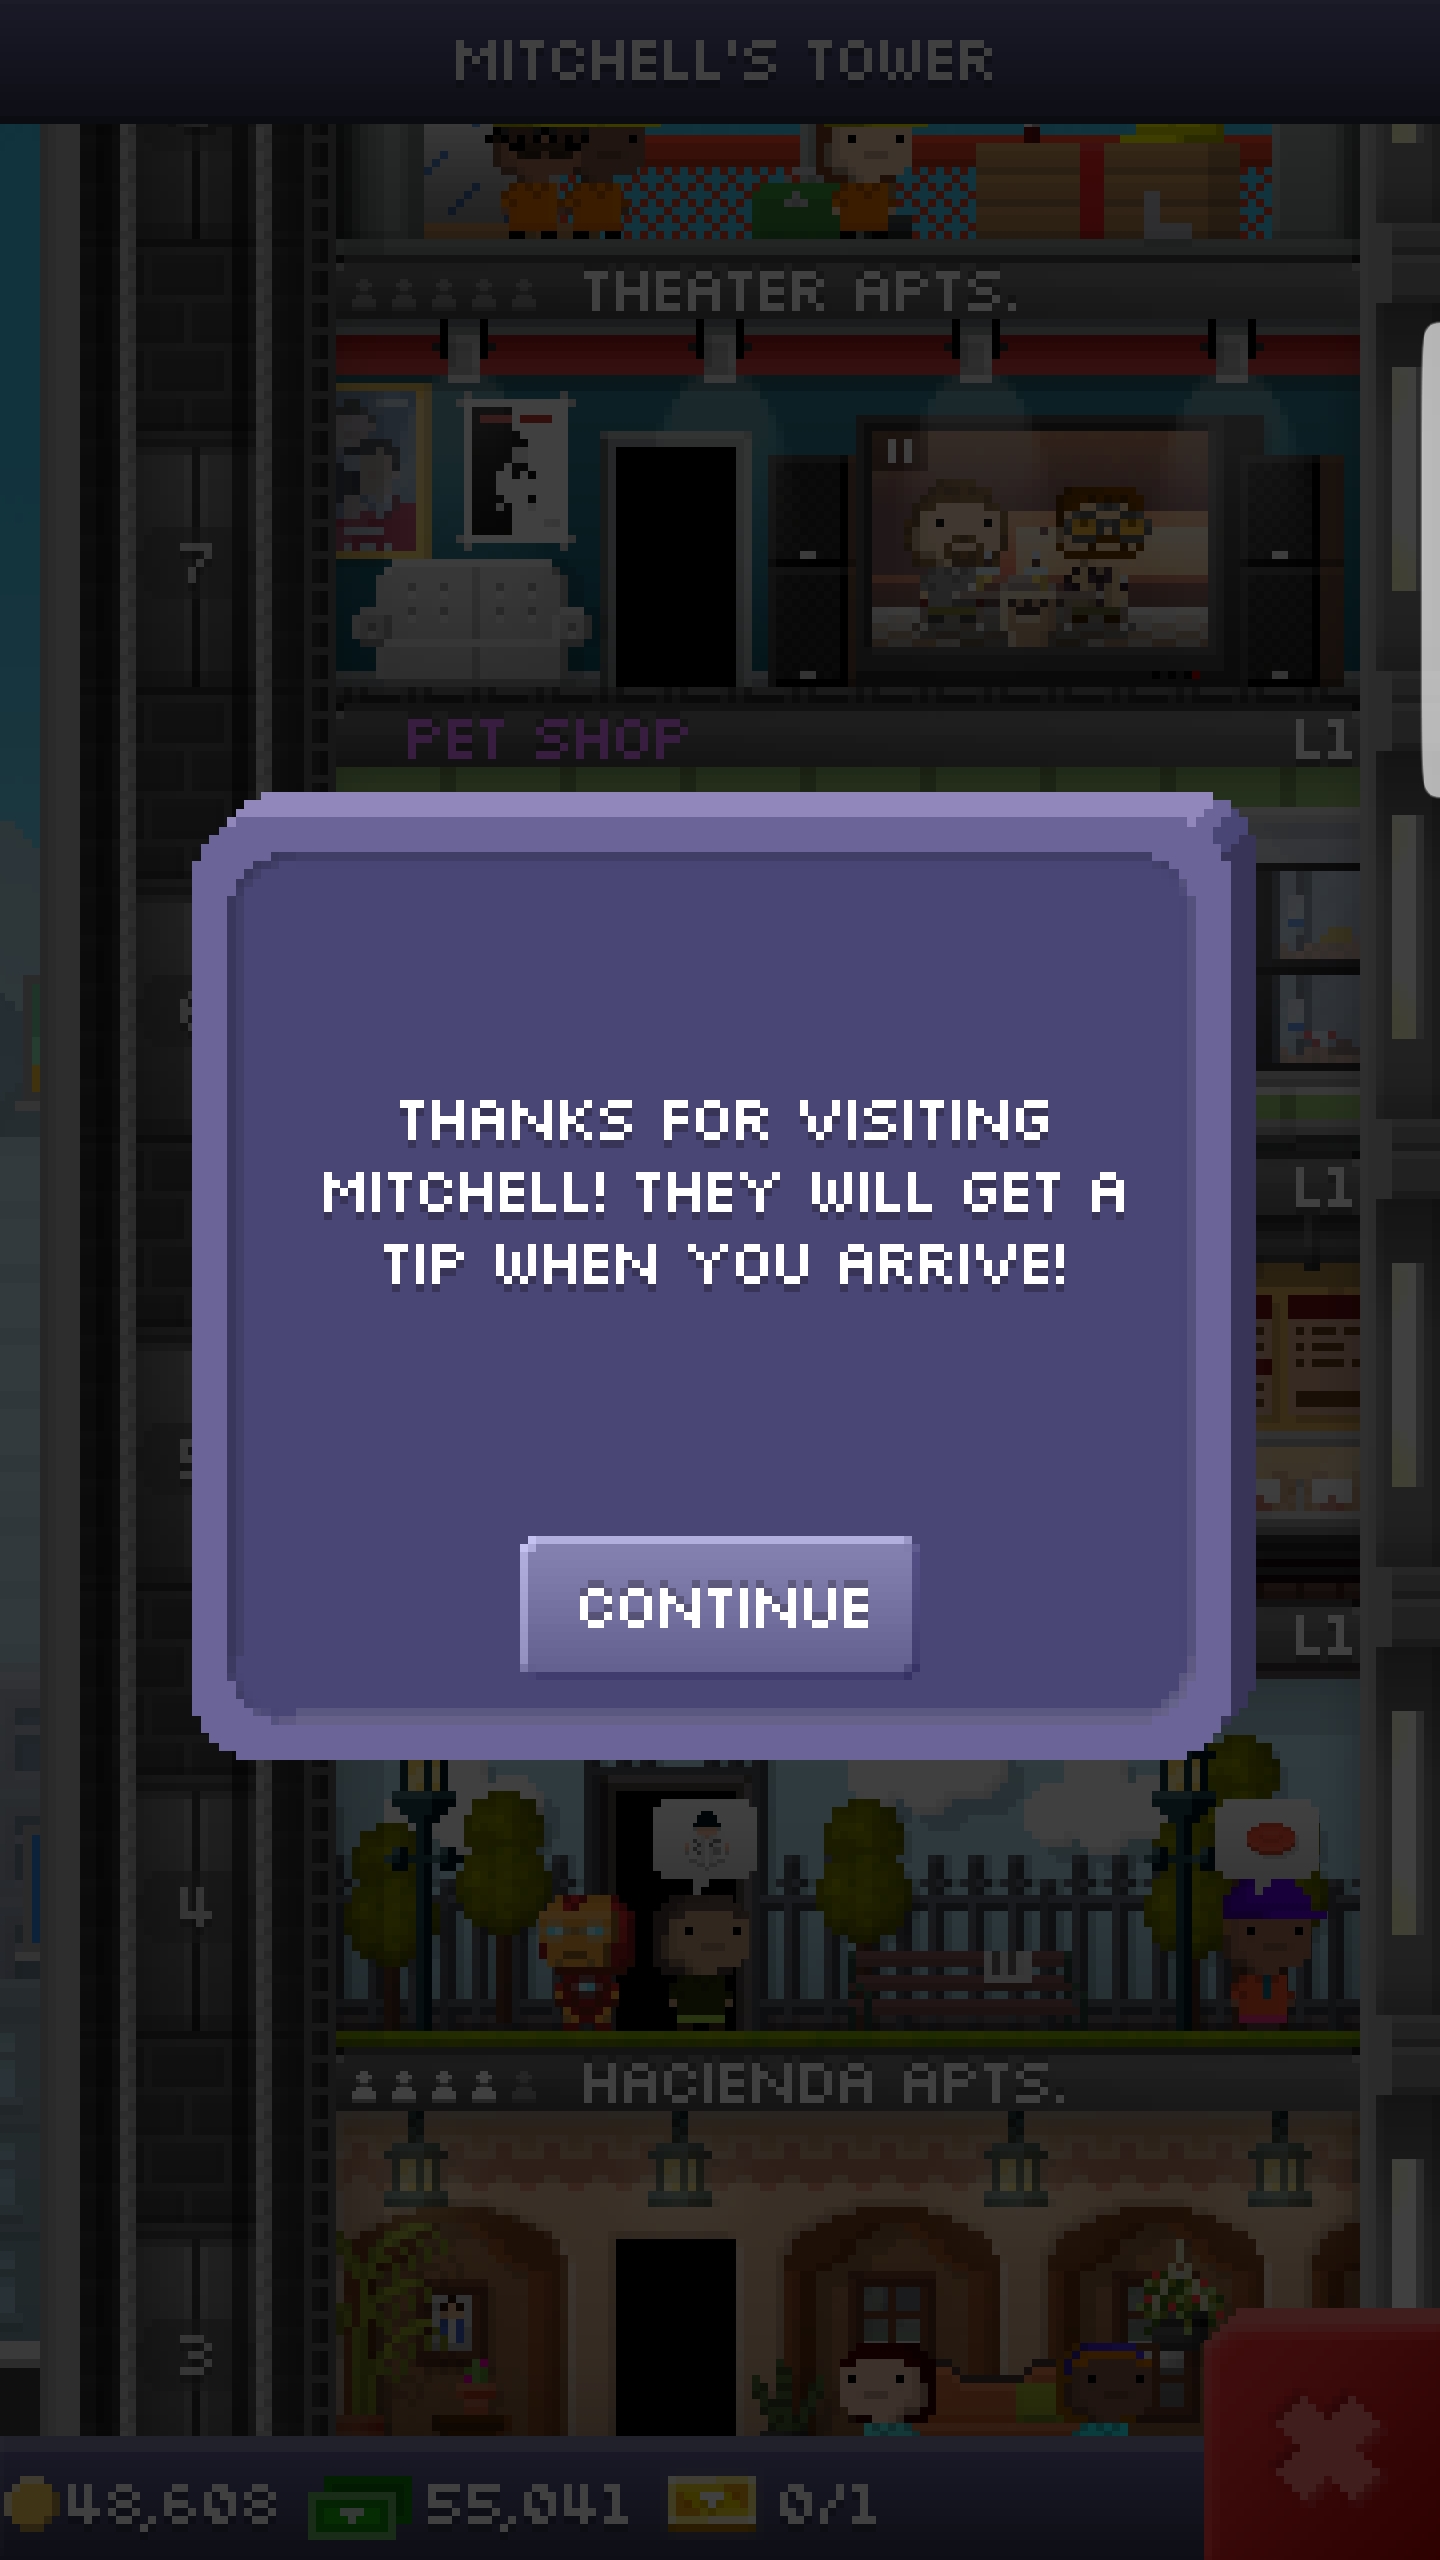 MITCHELL'S TOWER
THEATER APTS.
7
PET SHOP L1
THANKS FOR VISITING
MITCHELL! THEY WILL GET A
TIP WHEN YOU ARRIVE!
L1
5
CONTINUE
L1
4
HACIENDA APTS.
3
48,608 55,041 0/1